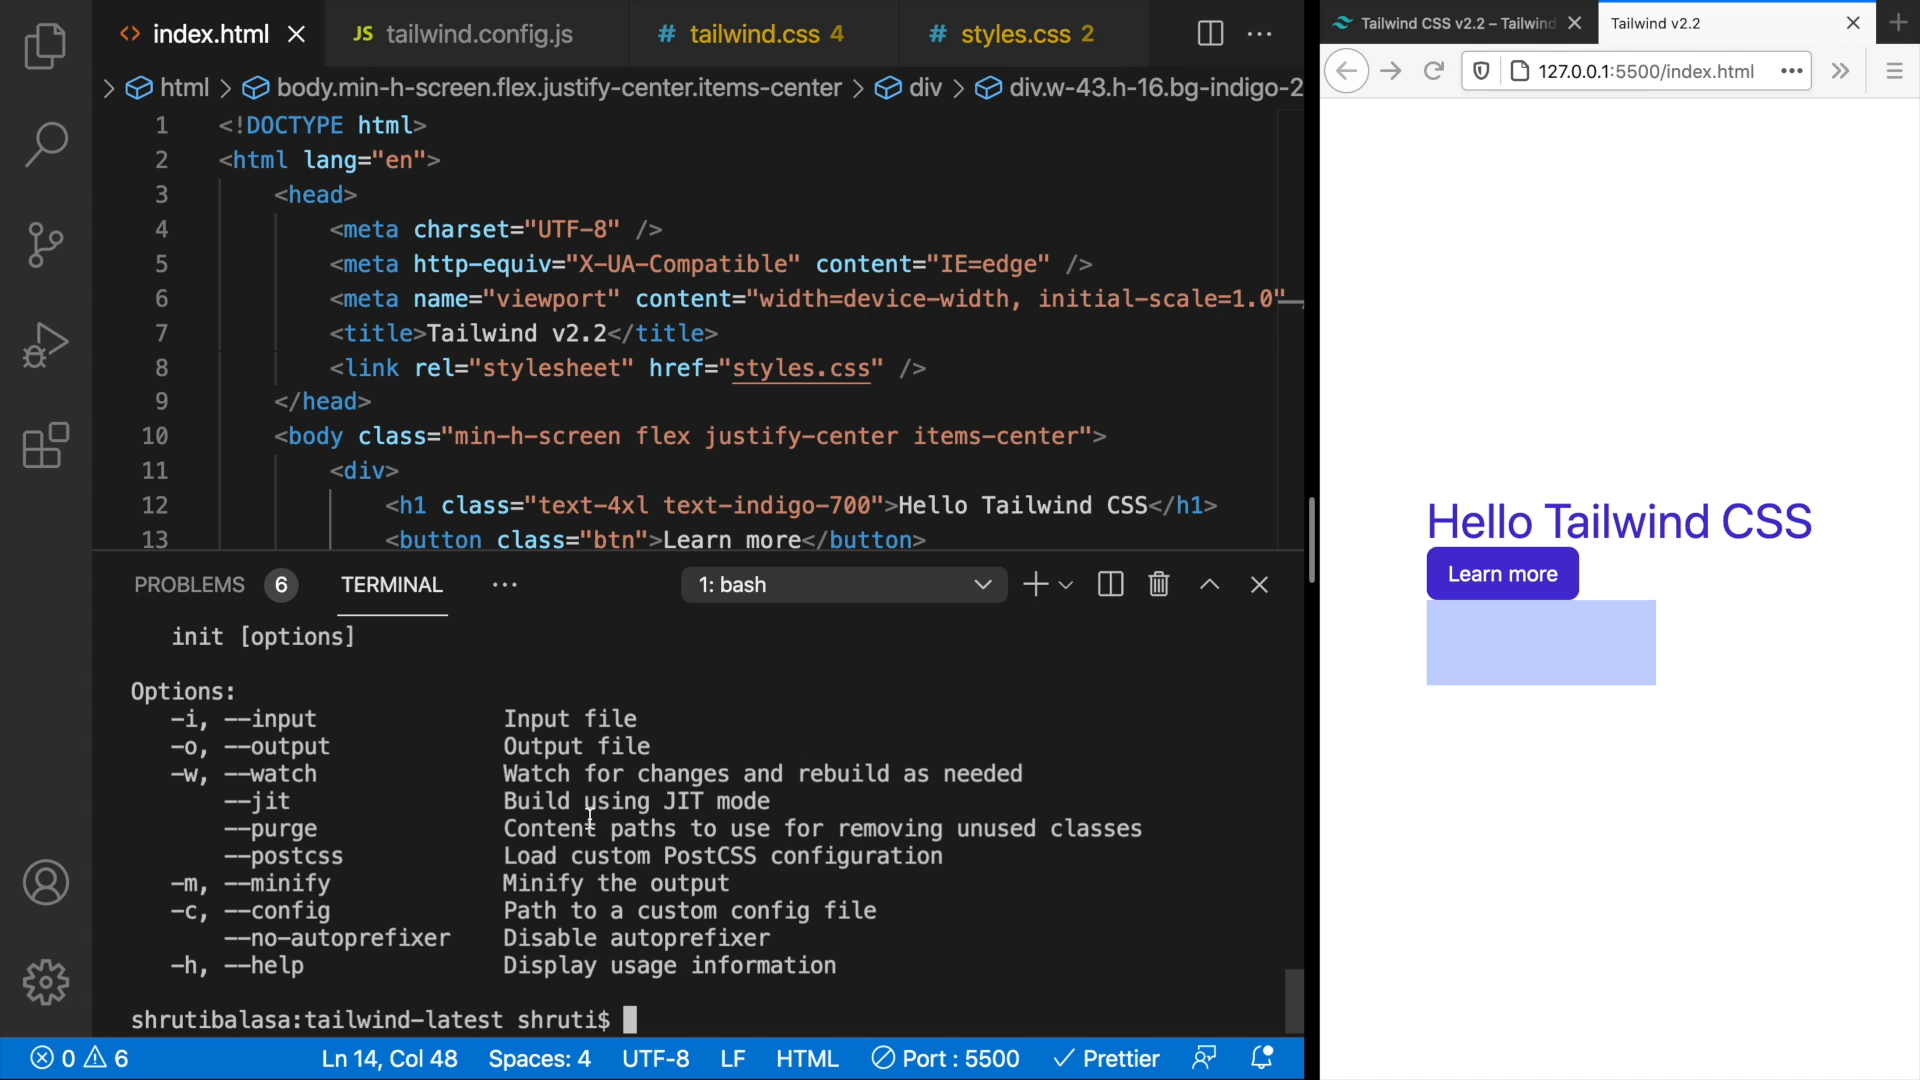 index.html
JS tailwind.config.js
# tailwind.css 4
# styles.css 2
> html > body.min-h-screen.flex.justify-center.items-center > div > div.w-43.h-16.bg-indigo-2
1 <!DOCTYPE html>
2 <html lang="en">
3 <head>
4 <meta charset="UTF-8" />
5 <meta http-equiv="X-UA-Compatible" content="IE=edge" />
6 <meta name="viewport" content="width=device-width, initial-scale=1.0"
7 <title>Tailwind v2.2</title>
8 <link rel="stylesheet" href="styles.css" />
9 </head>
10 <body class="min-h-screen flex justify-center items-center">
11 <div>
12 <h1 class="text-4xl text-indigo-700">Hello Tailwind CSS</h1>
13 <button class="btn">Learn more</button>
PROBLEMS 6 TERMINAL ··· 1: bash
init [options]
Options:
-i, --input Input file
-o, --output Output file
-w, --watch Watch for changes and rebuild as needed
--jit Build using JIT mode
--purge Content paths to use for removing unused classes
--postcss Load custom PostCSS configuration
-m, --minify Minify the output
-c, --config Path to a custom config file
--no-autoprefixer Disable autoprefixer
-h, --help Display usage information
shrutibalasa:tailwind-latest shruti$
0 6 Ln 14, Col 48 Spaces: 4 UTF-8 LF HTML Port : 5500 Prettier
Tailwind CSS v2.2 – Tailwind
Tailwind v2.2
127.0.0.1:5500/index.html
Hello Tailwind CSS
Learn more